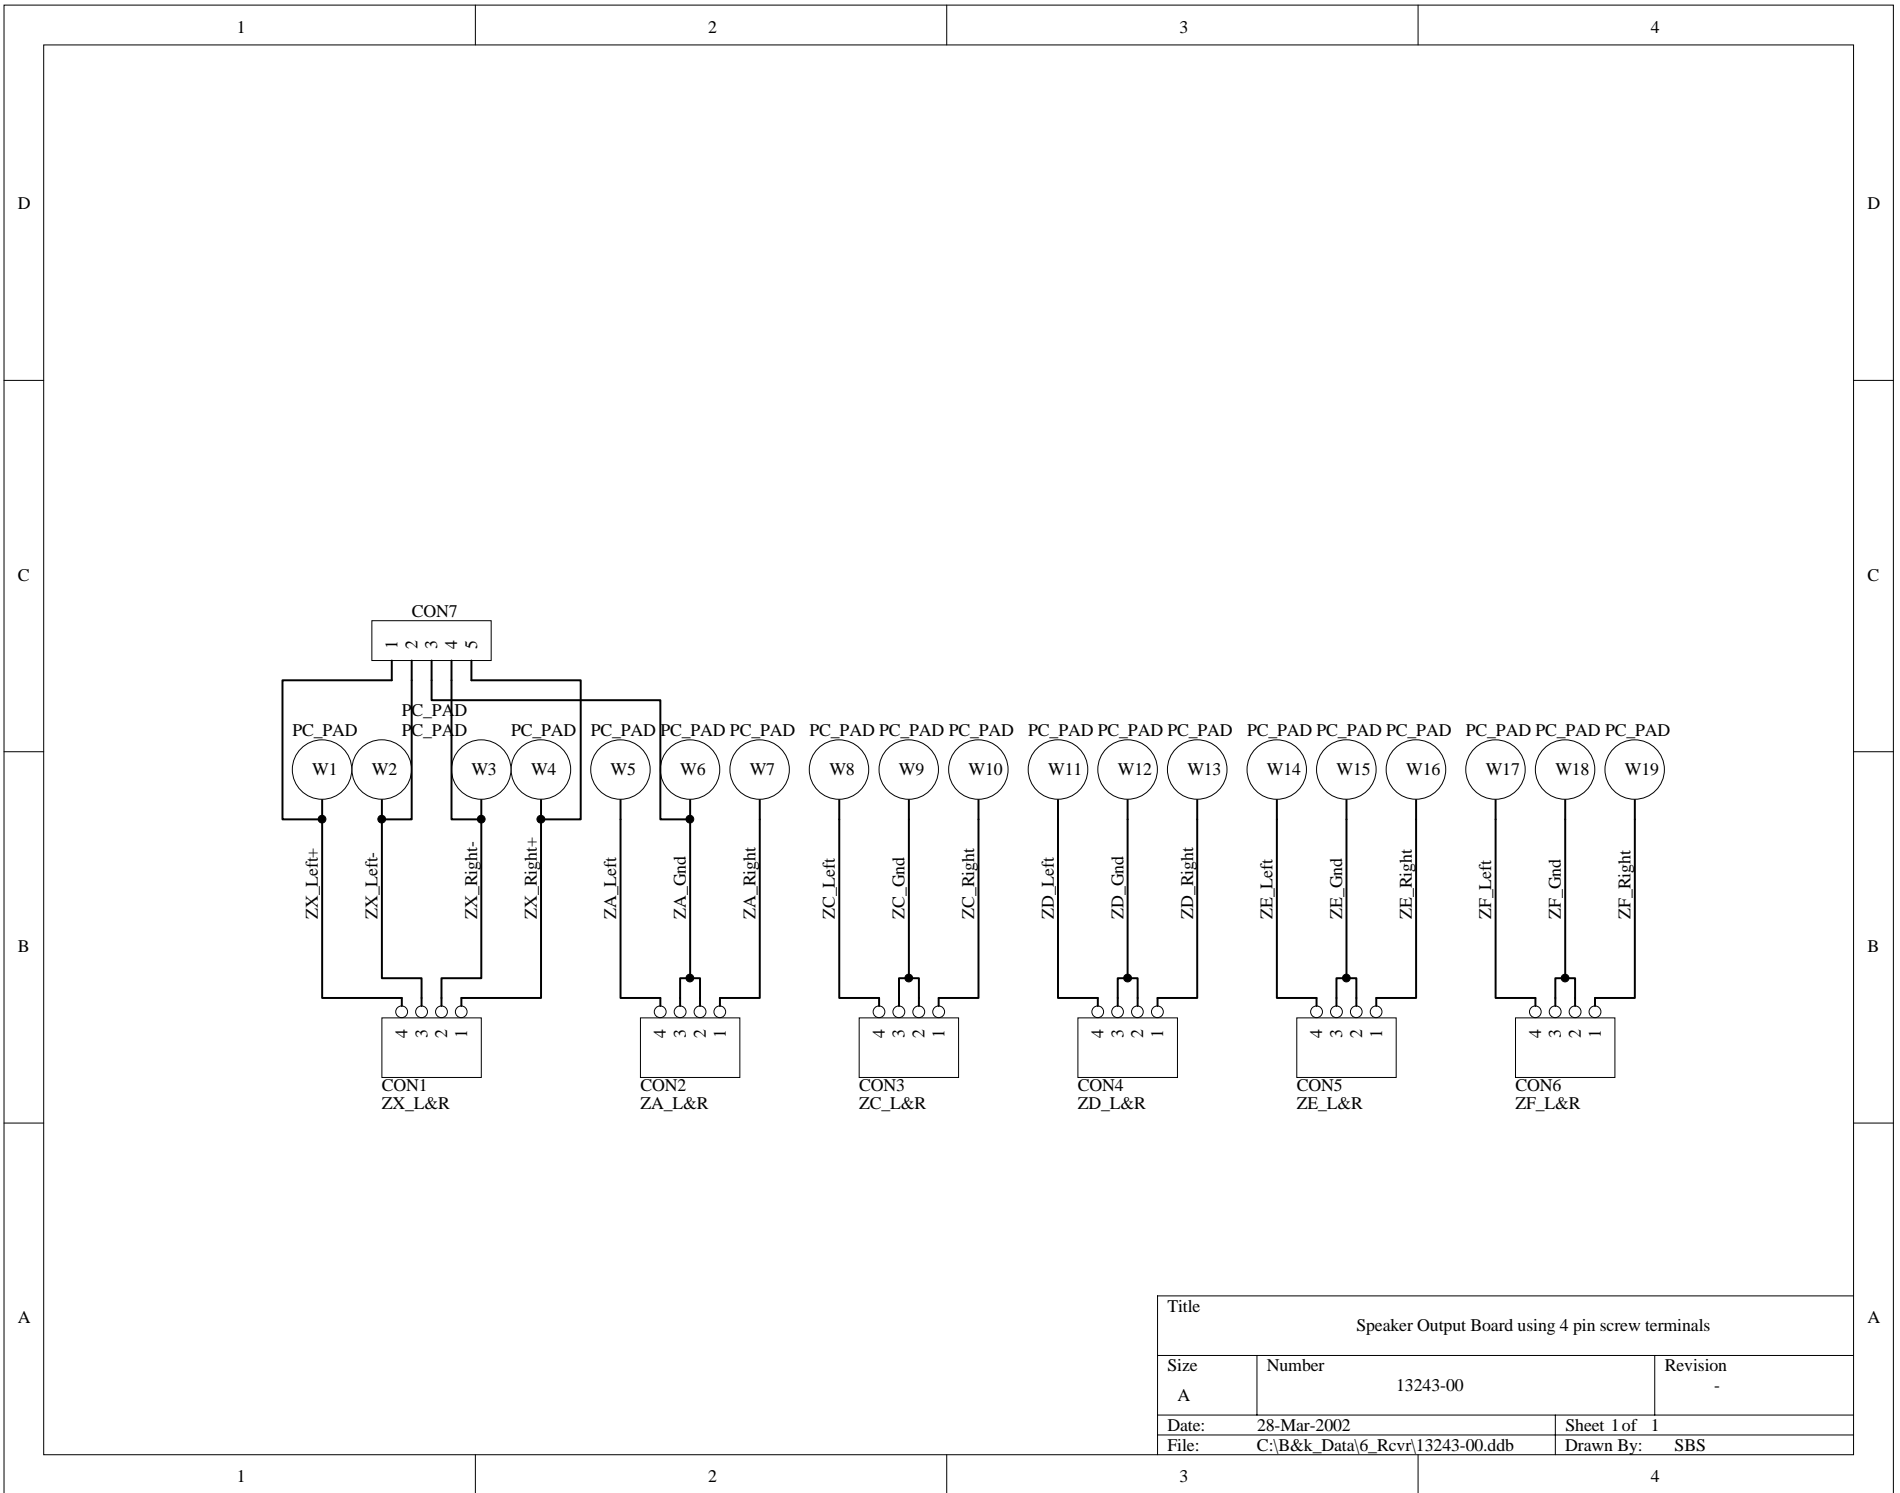 1 2 3 4
D D
C C
CON7
1 2 3 4 5
PC_PAD
PC_PAD PC_PAD PC_PAD PC_PAD PC_PAD PC_PAD PC_PAD PC_PAD PC_PAD PC_PAD PC_PAD PC_PAD PC_PAD PC_PAD PC_PAD PC_PAD PC_PAD PC_PAD
W1 W2 W3 W4 W5 W6 W7 W8 W9 W10 W11 W12 W13 W14 W15 W16 W17 W18 W19
ZX_Left+ ZX_Left- ZX_Right- ZX_Right+ ZA_Left ZA_Gnd ZA_Right ZC_Left ZC_Gnd ZC_Right ZD_Left ZD_Gnd ZD_Right ZE_Left ZE_Gnd ZE_Right ZF_Left ZF_Gnd ZF_Right
B B
4 3 2 1 4 3 2 1 4 3 2 1 4 3 2 1 4 3 2 1 4 3 2 1
CON1 CON2 CON3 CON4 CON5 CON6
ZX_L&R ZA_L&R ZC_L&R ZD_L&R ZE_L&R ZF_L&R
A A
Title
Speaker Output Board using 4 pin screw terminals
Size Number Revision
A 13243-00 -
Date: 28-Mar-2002 Sheet 1 of 1
File: C:\B&k_Data\6_Rcvr\13243-00.ddb Drawn By: SBS
1 2 3 4